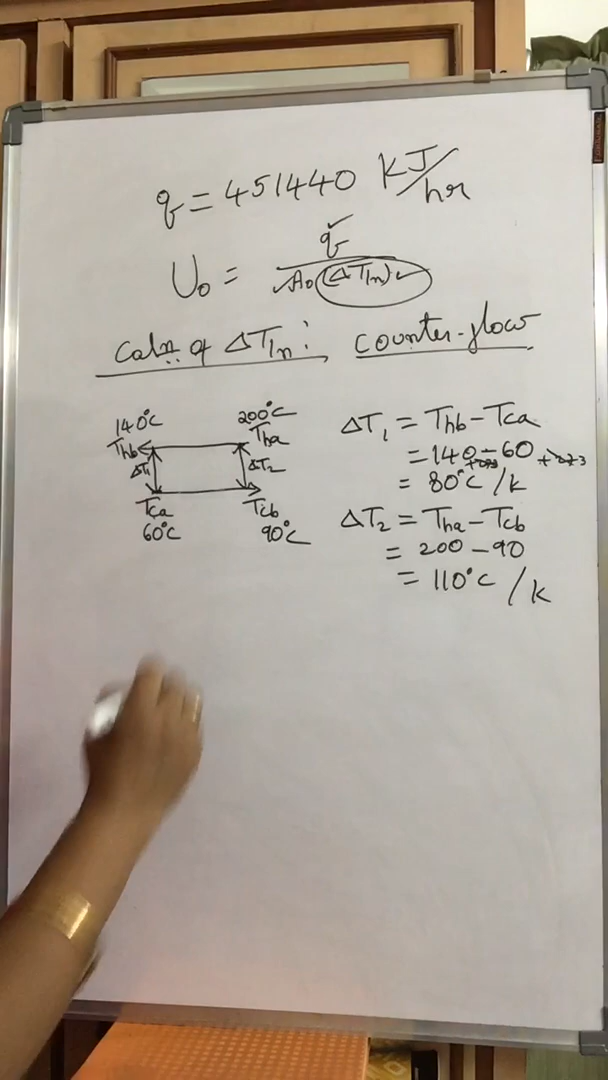 q = 451440 KJ/hr
U₀ = q / A₀ (ΔTln)
Caln of ΔTln : Counter-flow
140°C 200°C
Thb Tha
ΔT₁ ΔT₂
Tca Tcb
60°C 90°C
ΔT₁ = Thb - Tca
= 140 - 60
= 80°C /k
ΔT₂ = Tha - Tcb
= 200 - 90
= 110°C /k